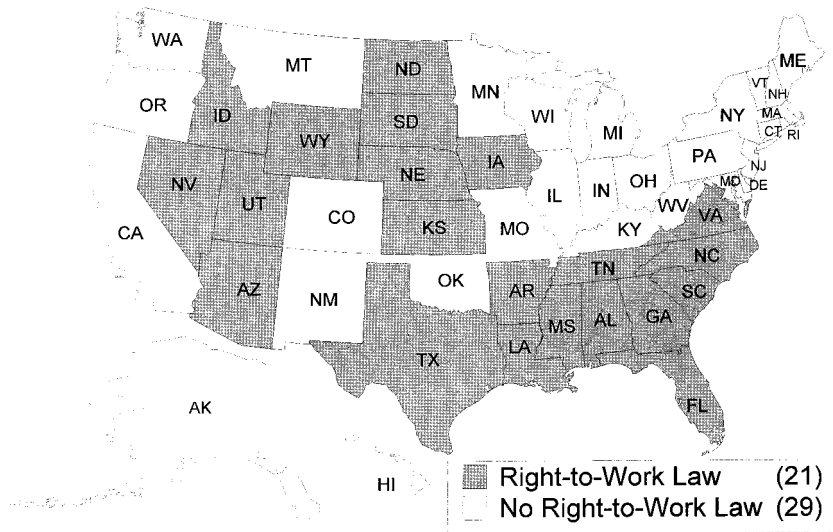 WA
MT
ND
MN
ME
VT
NH
OR
ID
SD
WI
NY
MA
CT RI
WY
MI
IA
PA
NE
NJ
NV
UT
IL
IN
OH
MD DE
CO
WV
VA
CA
KS
MO
KY
NC
TN
OK
AZ
NM
AR
SC
MS
AL
GA
LA
TX
AK
FL
HI
Right-to-Work Law (21)
No Right-to-Work Law (29)